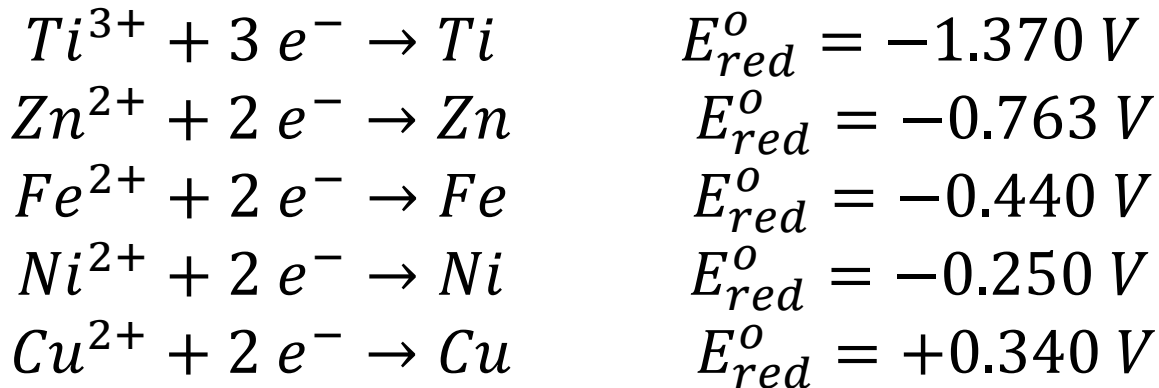 Ti³⁺ + 3 e⁻ → Ti E°red = −1.370 V
Zn²⁺ + 2 e⁻ → Zn E°red = −0.763 V
Fe²⁺ + 2 e⁻ → Fe E°red = −0.440 V
Ni²⁺ + 2 e⁻ → Ni E°red = −0.250 V
Cu²⁺ + 2 e⁻ → Cu E°red = +0.340 V